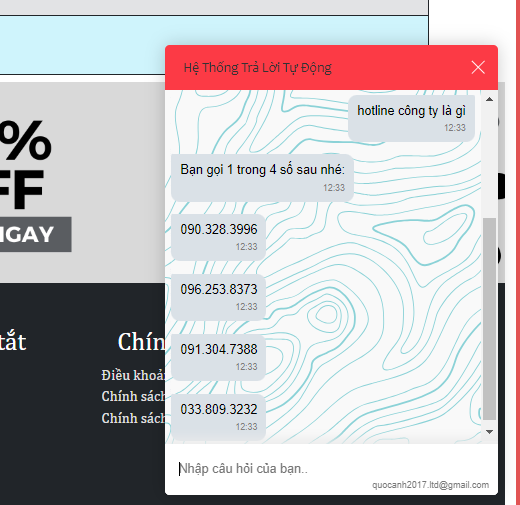 Hệ Thống Trả Lời Tự Động
hotline công ty là gì
12:33
Bạn gọi 1 trong 4 số sau nhé:
12:33
%
FF
NGAY
090.328.3996
12:33
096.253.8373
12:33
tắt
Chín
091.304.7388
12:33
Điều khoả
Chính sách
Chính sách
033.809.3232
12:33
Nhập câu hỏi của bạn..
quocanh2017.ltd@gmail.com